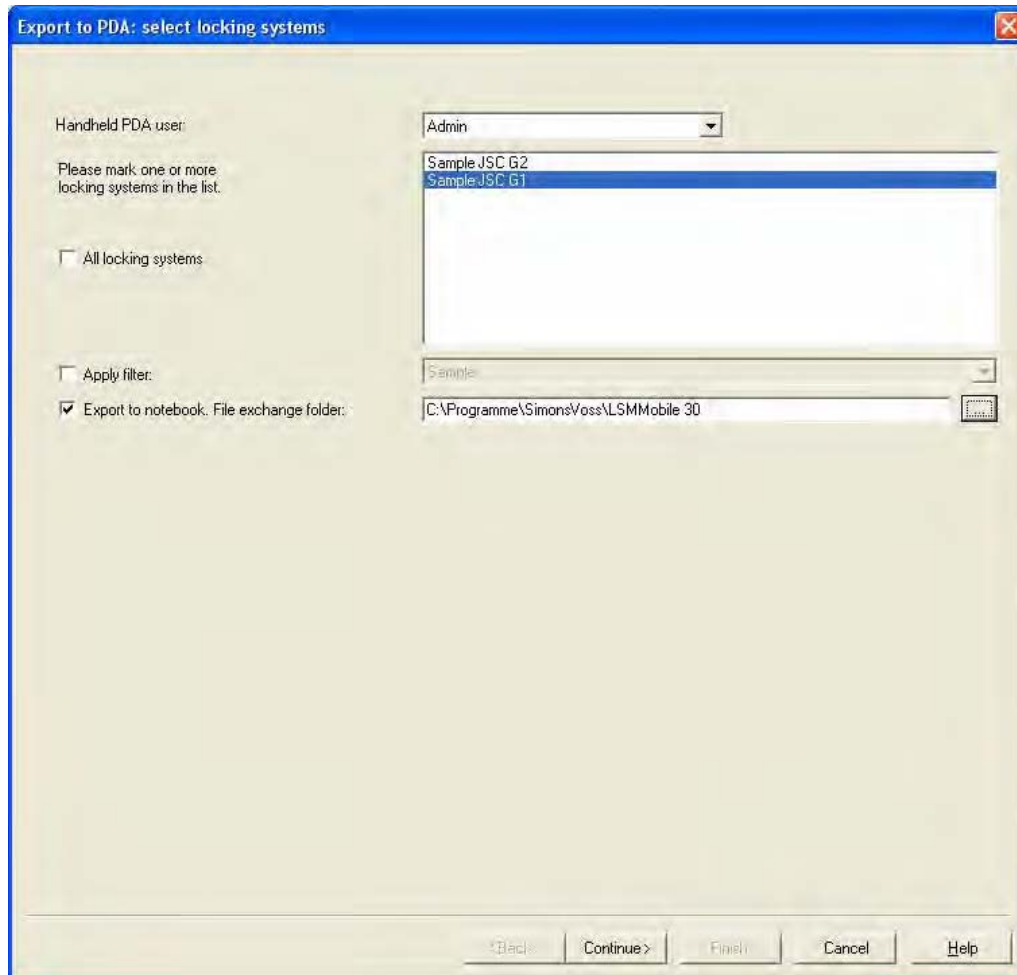 Export to PDA: select locking systems
Handheld PDA user:
Admin
Please mark one or more
locking systems in the list.
Sample JSC G2
Sample JSC G1
All locking systems
Apply filter:
Sample
Export to notebook. File exchange folder:
C:\Programme\SimonsVoss\LSMMobile 30
...
<Back
Continue >
Finish
Cancel
Help